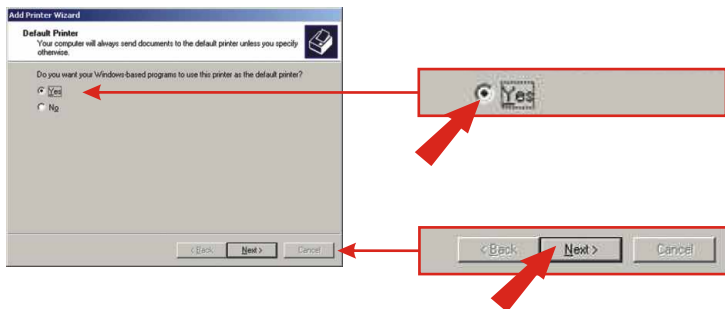 Add Printer Wizard
Default Printer
Your computer will always send documents to the default printer unless you specify
otherwise.
Do you want your Windows-based programs to use this printer as the default printer?
Yes
No
< Back Next > Cancel
Yes
< Back Next > Cancel